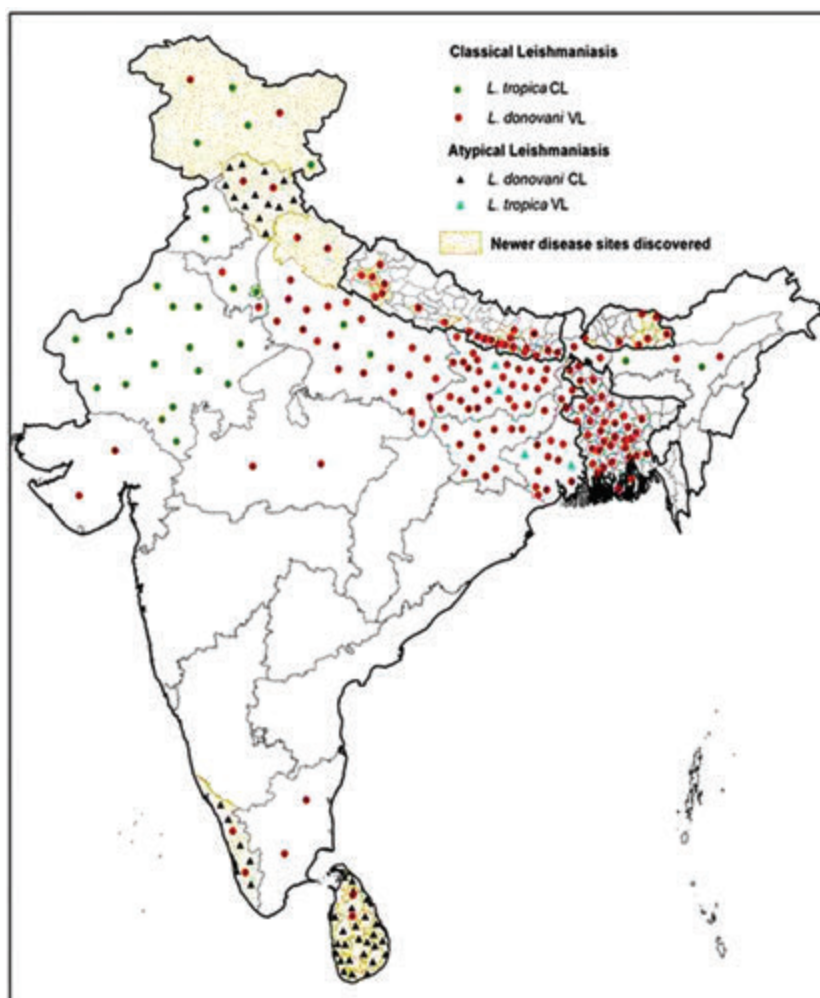 Classical Leishmaniasis
L. tropica CL
L. donovani VL
Atypical Leishmaniasis
L. donovani CL
L. tropica VL
Newer disease sites discovered